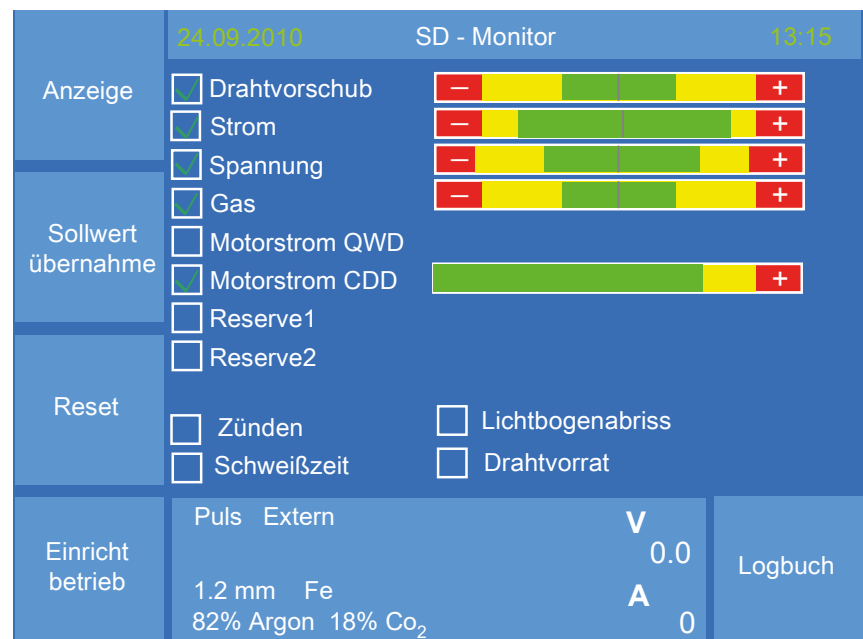 24.09.2010 SD - Monitor 13:15
Anzeige
Sollwert
übernahme
Reset
Einricht
betrieb
Drahtvorschub – +
Strom – +
Spannung – +
Gas – +
Motorstrom QWD
Motorstrom CDD +
Reserve1
Reserve2
Zünden
Schweißzeit
Lichtbogenabriss
Drahtvorrat
Puls Extern
1.2 mm Fe
82% Argon 18% Co₂
V
0.0
A
0
Logbuch